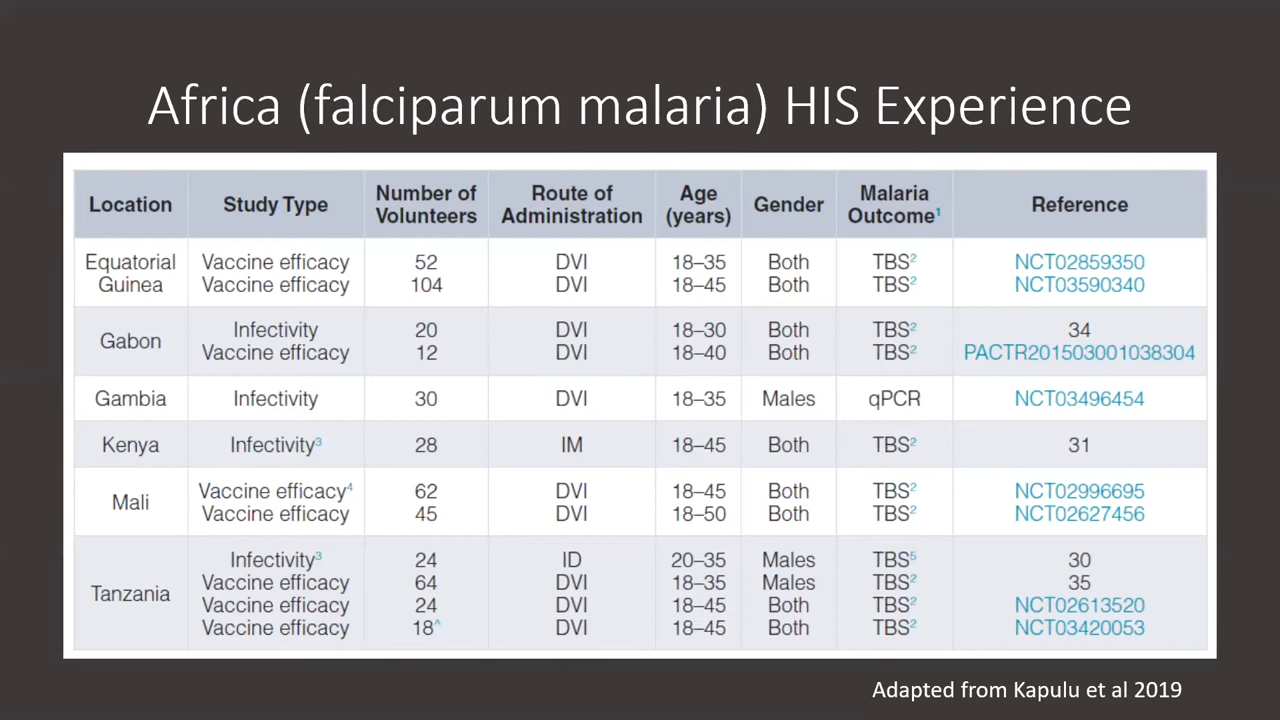 Africa (falciparum malaria) HIS Experience
Location Study Type Number of Volunteers Route of Administration Age (years) Gender Malaria Outcome¹ Reference
Equatorial Guinea
Vaccine efficacy 52 DVI 18–35 Both TBS² NCT02859350
Vaccine efficacy 104 DVI 18–45 Both TBS² NCT03590340
Gabon
Infectivity 20 DVI 18–30 Both TBS² 34
Vaccine efficacy 12 DVI 18–40 Both TBS² PACTR201503001038304
Gambia Infectivity 30 DVI 18–35 Males qPCR NCT03496454
Kenya Infectivity³ 28 IM 18–45 Both TBS² 31
Mali
Vaccine efficacy⁴ 62 DVI 18–45 Both TBS² NCT02996695
Vaccine efficacy 45 DVI 18–50 Both TBS² NCT02627456
Tanzania
Infectivity³ 24 ID 20–35 Males TBS⁵ 30
Vaccine efficacy 64 DVI 18–35 Males TBS² 35
Vaccine efficacy 24 DVI 18–45 Both TBS² NCT02613520
Vaccine efficacy 18^ DVI 18–45 Both TBS² NCT03420053
Adapted from Kapulu et al 2019